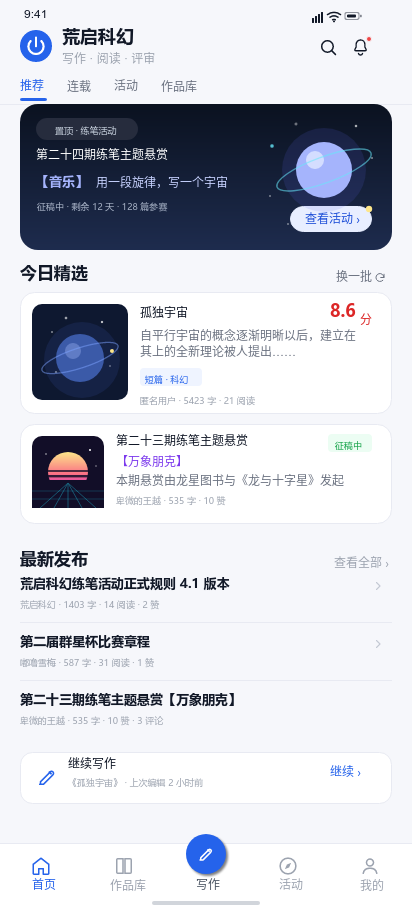 9:41
荒启科幻
写作 · 阅读 · 评审
推荐 连载 活动 作品库
置顶 · 练笔活动
第二十四期练笔主题悬赏
【音乐】 用一段旋律，写一个宇宙
征稿中 · 剩余 12 天 · 128 篇参赛
查看活动 ›
今日精选
换一批
孤独宇宙
8.6 分
自平行宇宙的概念逐渐明晰以后，建立在
其上的全新理论被人提出……
短篇 · 科幻
匿名用户 · 5423 字 · 21 阅读
第二十三期练笔主题悬赏
征稿中
【万象朋克】
本期悬赏由龙星图书与《龙与十字星》发起
卑微的王越 · 535 字 · 10 赞
最新发布
查看全部 ›
荒启科幻练笔活动正式规则 4.1 版本
荒启科幻 · 1403 字 · 14 阅读 · 2 赞
第二届群星杯比赛章程
嘟噜雪梅 · 587 字 · 31 阅读 · 1 赞
第二十三期练笔主题悬赏【万象朋克】
卑微的王越 · 535 字 · 10 赞 · 3 评论
继续写作
《孤独宇宙》 · 上次编辑 2 小时前
继续 ›
首页 作品库 写作 活动 我的